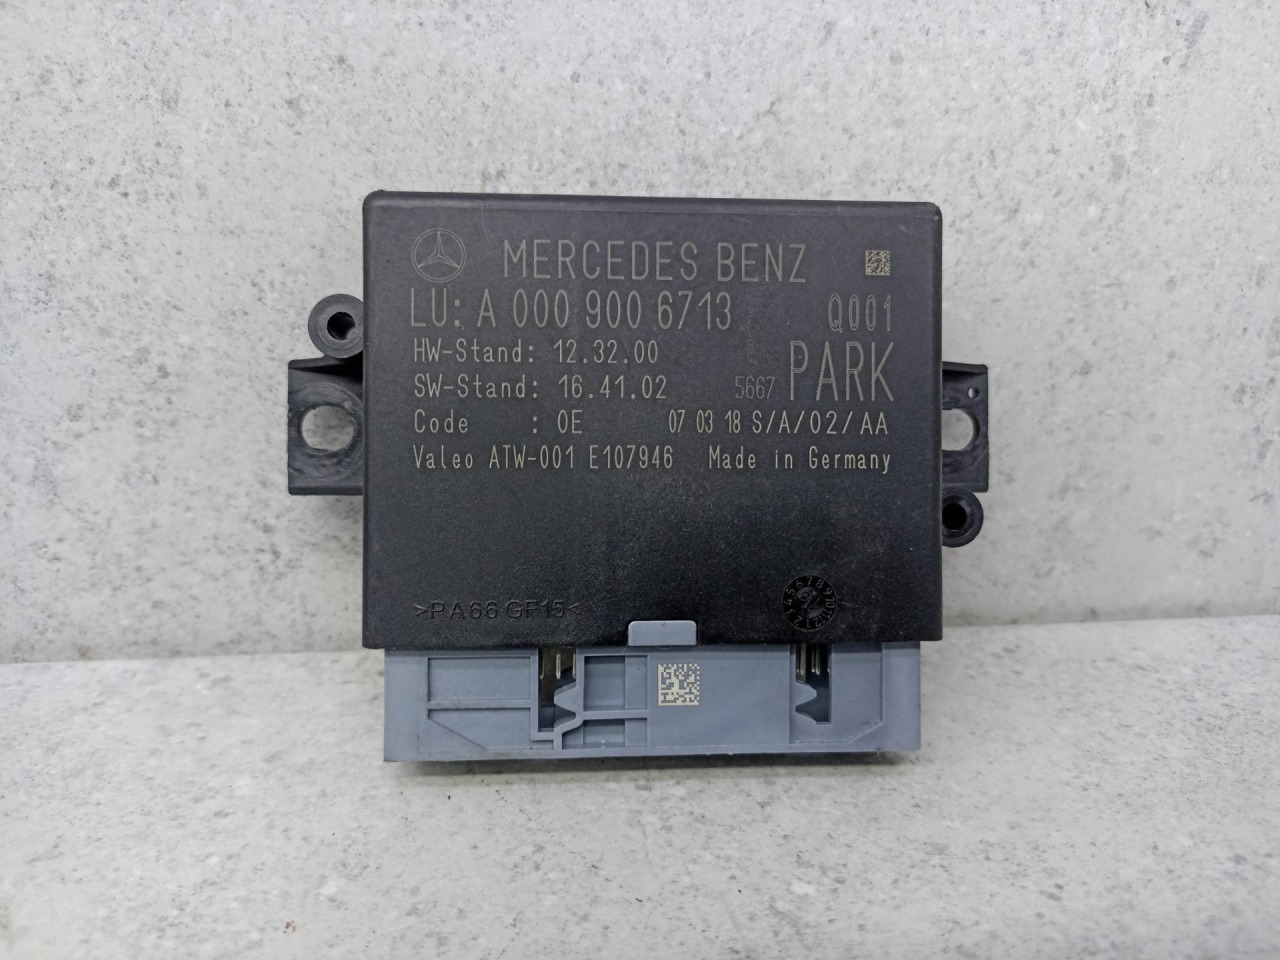 MERCEDES BENZ
LU: A 000 900 6713 Q001
HW-Stand: 12.32.00
SW-Stand: 16.41.02 5667 PARK
Code : 0E 07 03 18 S/A/02/AA
Valeo ATW-001 E107946 Made in Germany
>PA66 GF15<